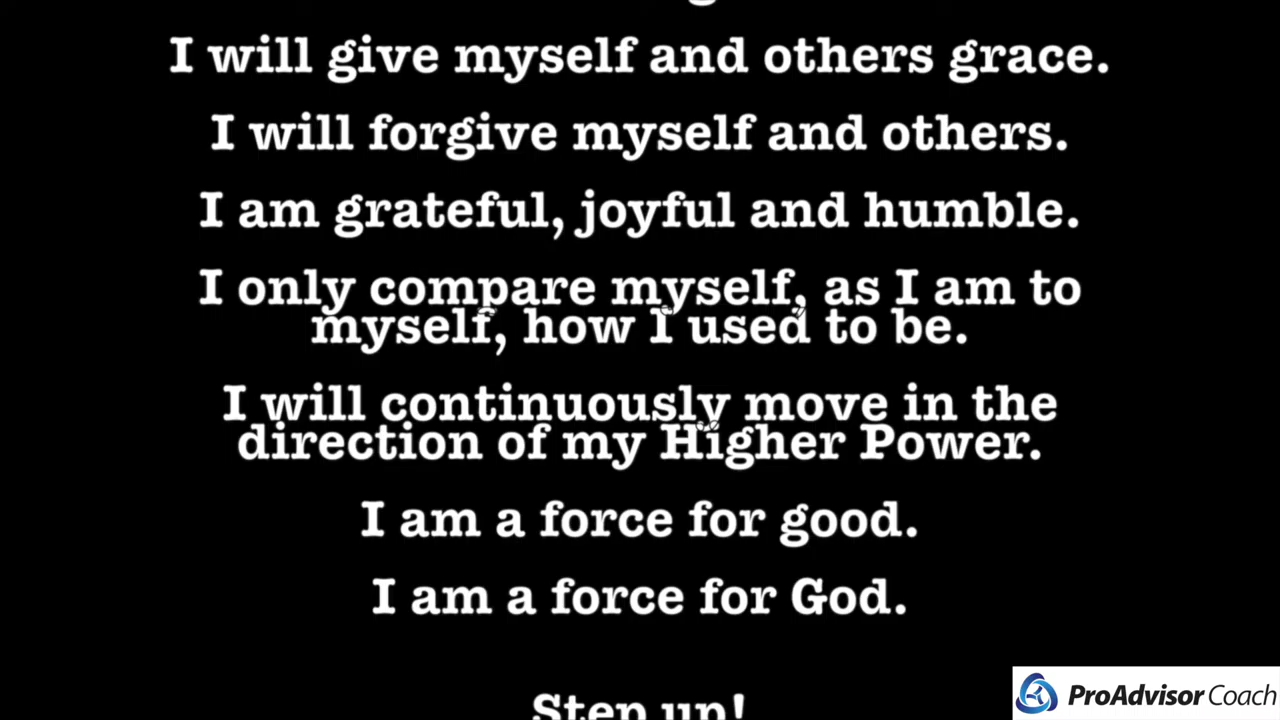 I will give myself and others grace.
I will forgive myself and others.
I am grateful, joyful and humble.
I only compare myself, as I am to
myself, how I used to be.
I will continuously move in the
direction of my Higher Power.
I am a force for good.
I am a force for God.
Step up!
ProAdvisor Coach